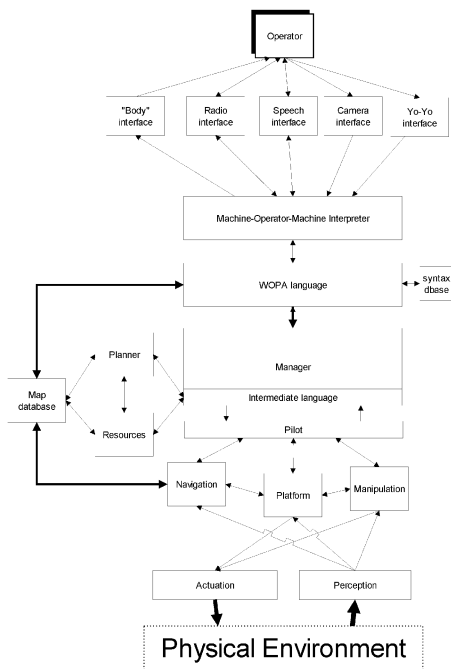 Operator
"Body"
interface
Radio
interface
Speech
interface
Camera
interface
Yo-Yo
interface
Machine-Operator-Machine Interpreter
WOPA language
syntax
dbase
Planner
Manager
Map
database
Intermediate language
Resources
Pilot
Navigation
Platform
Manipulation
Actuation
Perception
Physical Environment